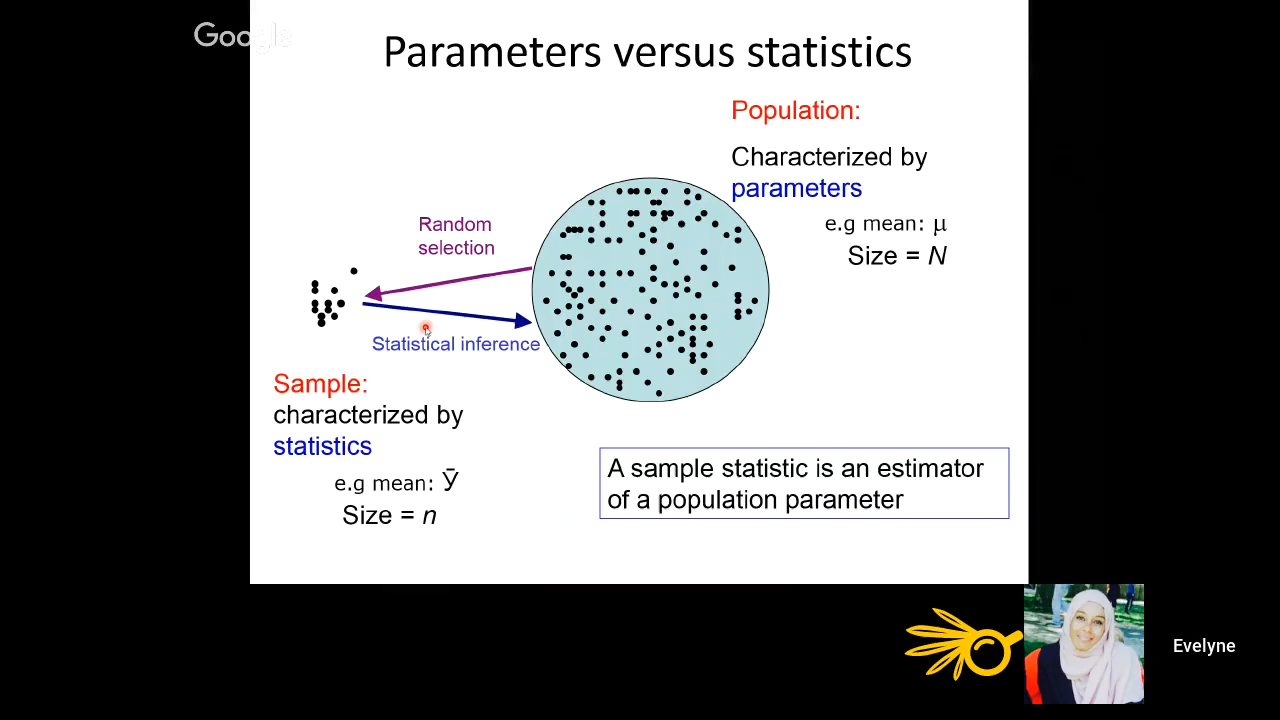 Google
Parameters versus statistics
Population:
Characterized by
parameters
e.g mean: μ
Size = N
Random
selection
Statistical inference
Sample:
characterized by
statistics
e.g mean: ȳ
Size = n
A sample statistic is an estimator
of a population parameter
Evelyne